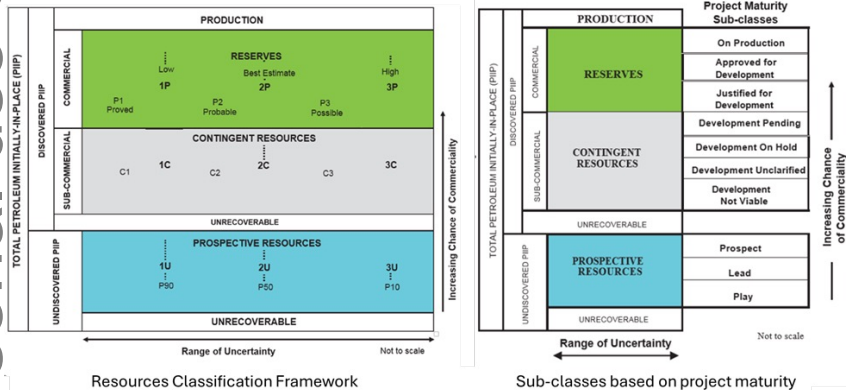 PRODUCTION
TOTAL PETROLEUM INITIALLY-IN-PLACE (PIIP)
DISCOVERED PIIP
COMMERCIAL
RESERVES
Low
Best Estimate
High
1P
2P
3P
P1
Proved
P2
Probable
P3
Possible
SUB-COMMERCIAL
CONTINGENT RESOURCES
1C
2C
3C
C1
C2
C3
UNRECOVERABLE
UNDISCOVERED PIIP
PROSPECTIVE RESOURCES
1U
2U
3U
P90
P50
P10
UNRECOVERABLE
Increasing Chance of Commerciality
Range of Uncertainty
Not to scale
Resources Classification Framework
Project Maturity
Sub-classes
PRODUCTION
TOTAL PETROLEUM INITIALLY-IN-PLACE (PIIP)
DISCOVERED PIIP
COMMERCIAL
RESERVES
On Production
Approved for
Development
Justified for
Development
SUB-COMMERCIAL
CONTINGENT
RESOURCES
Development Pending
Development On Hold
Development Unclarified
Development
Not Viable
UNRECOVERABLE
UNDISCOVERED PIIP
PROSPECTIVE
RESOURCES
Prospect
Lead
Play
UNRECOVERABLE
Increasing Chance
of Commerciality
Range of Uncertainty
Not to scale
Sub-classes based on project maturity